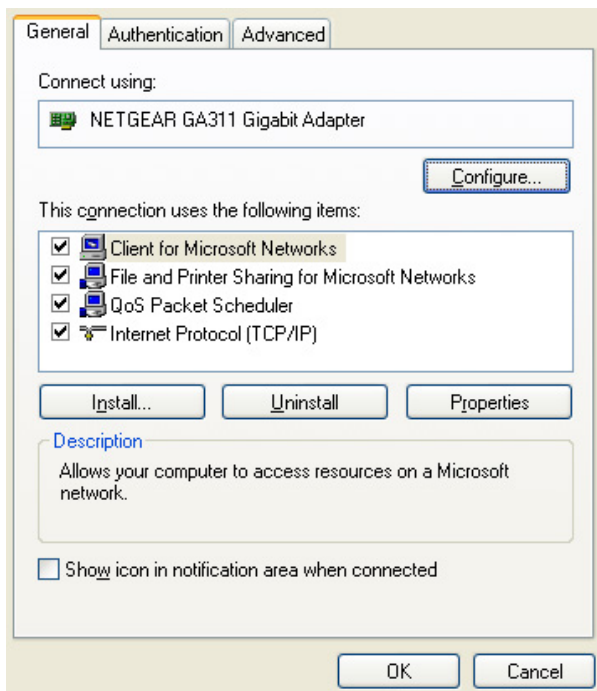 General Authentication Advanced
Connect using:
NETGEAR GA311 Gigabit Adapter
Configure...
This connection uses the following items:
Client for Microsoft Networks
File and Printer Sharing for Microsoft Networks
QoS Packet Scheduler
Internet Protocol (TCP/IP)
Install... Uninstall Properties
Description
Allows your computer to access resources on a Microsoft
network.
Show icon in notification area when connected
OK Cancel